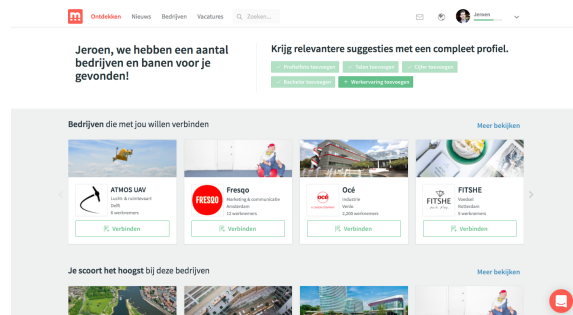 Ontdekken Nieuws Bedrijven Vacatures Zoeken... Jeroen
Jeroen, we hebben een aantal
bedrijven en banen voor je
gevonden!
Krijg relevantere suggesties met een compleet profiel.
Profielfoto toevoegen Talen toevoegen Cijfer toevoegen
Bachelor toevoegen + Werkervaring toevoegen
Bedrijven die met jou willen verbinden
Meer bekijken
ATMOS UAV
Lucht- & ruimtevaart
Delft
6 werknemers
Verbinden
FRESQO
Fresqo
Marketing & communicatie
Amsterdam
13 werknemers
Verbinden
océ
Océ
Industrie
Venlo
2,200 werknemers
Verbinden
FITSHE
FITSHE
Voedsel
Rotterdam
5 werknemers
Verbinden
Je scoort het hoogst bij deze bedrijven
Meer bekijken